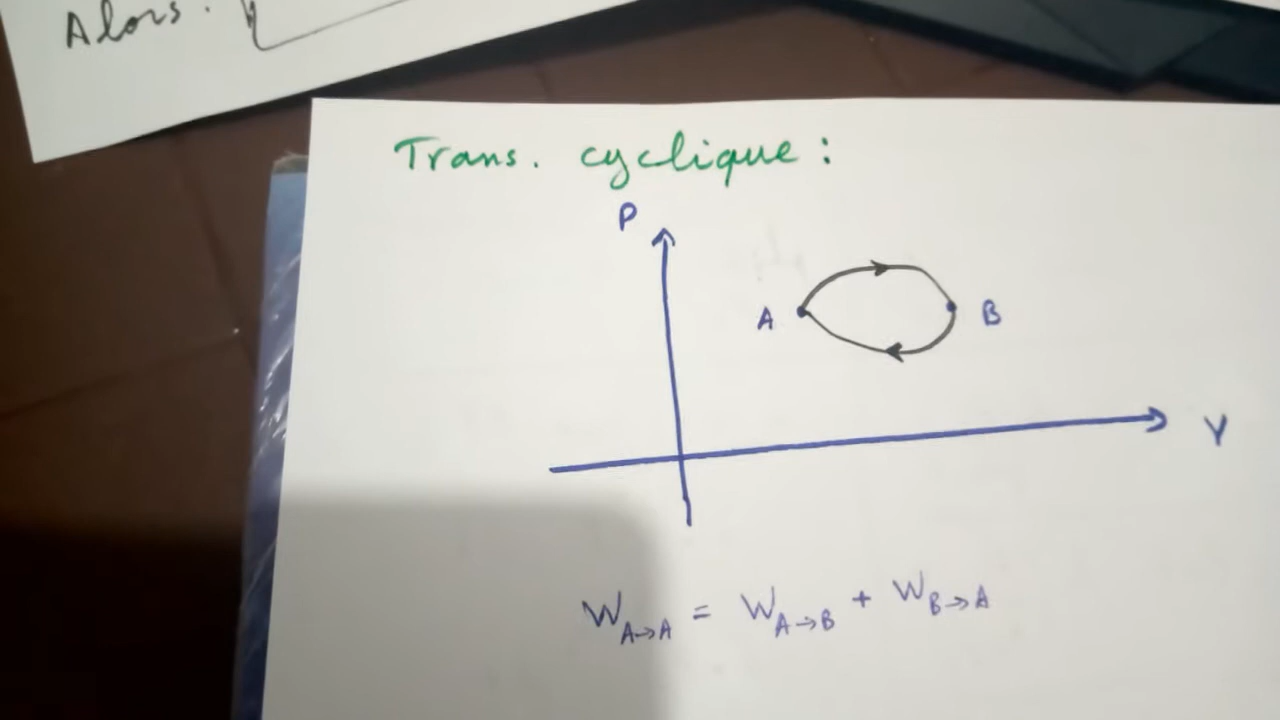 Alors.
Trans. cyclique :
P
A
B
V
W_{A→A} = W_{A→B} + W_{B→A}